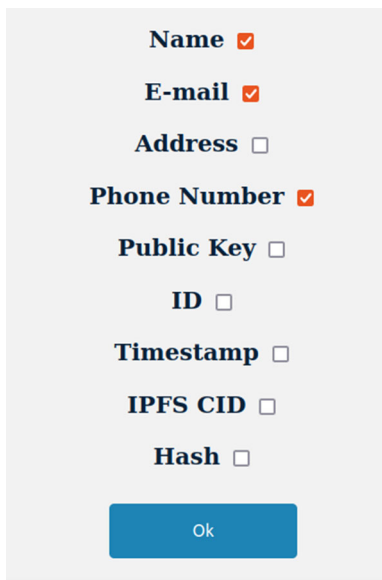 Name
E-mail
Address
Phone Number
Public Key
ID
Timestamp
IPFS CID
Hash
Ok